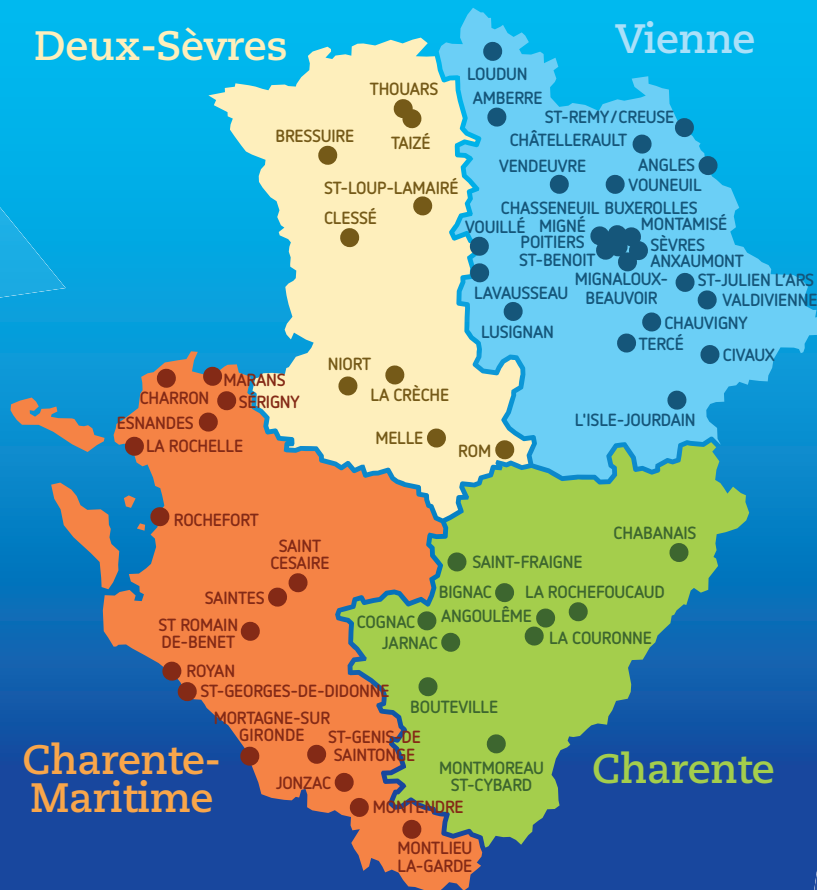 Deux-Sèvres
Vienne
THOUARS
TAIZÉ
BRESSUIRE
ST-LOUP-LAMAIRÉ
CLESSÉ
NIORT
LA CRÈCHE
MELLE
ROM
LOUDUN
AMBERRE
ST-REMY/CREUSE
CHÂTELLERAULT
VENDEUVRE
ANGLES
VOUNEUIL
CHASSENEUIL BUXEROLLES
VOUILLÉ
MIGNÉ
MONTAMISÉ
POITIERS
SÈVRES
ST-BENOIT
ANXAUMONT
MIGNALOUX-
BEAUVOIR
ST-JULIEN L'ARS
LAVAUSSEAU
VALDIVIENNE
LUSIGNAN
CHAUVIGNY
TERCÉ
CIVAUX
L'ISLE-JOURDAIN
MARANS
CHARRON
SÉRIGNY
ESNANDES
LA ROCHELLE
ROCHEFORT
SAINT
CESAIRE
SAINTES
ST ROMAIN
DE-BENET
ROYAN
ST-GEORGES-DE-DIDONNE
MORTAGNE-SUR
GIRONDE
ST-GENIS-DE
SAINTONGE
JONZAC
MONTENDRE
MONTLIEU
LA-GARDE
Charente-
Maritime
CHABANAIS
SAINT-FRAIGNE
BIGNAC
LA ROCHEFOUCAUD
COGNAC
ANGOULÊME
JARNAC
LA COURONNE
BOUTEVILLE
MONTMOREAU
ST-CYBARD
Charente